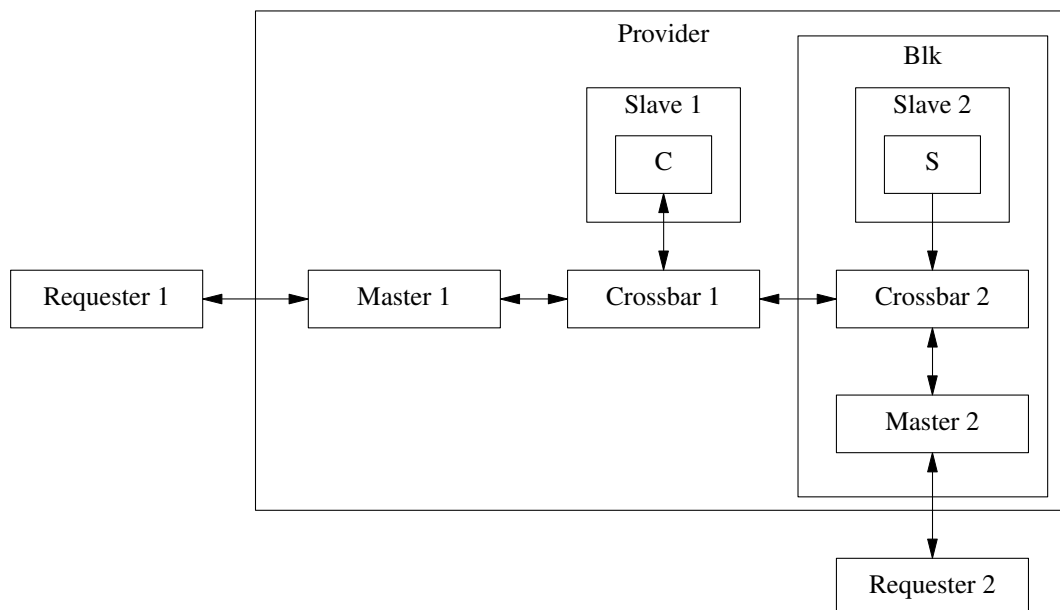 Provider
Blk
Slave 1
Slave 2
C
S
Requester 1
Master 1
Crossbar 1
Crossbar 2
Master 2
Requester 2